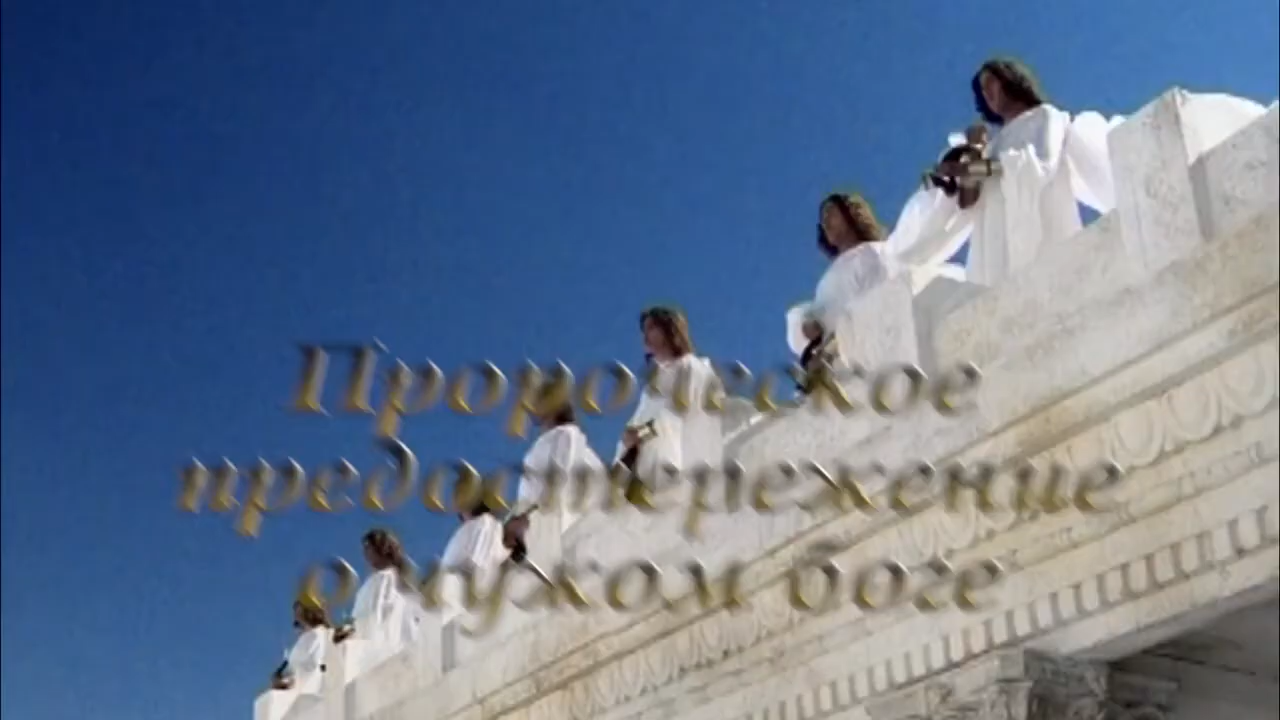 Пророческое
предостережение
о чужом боге